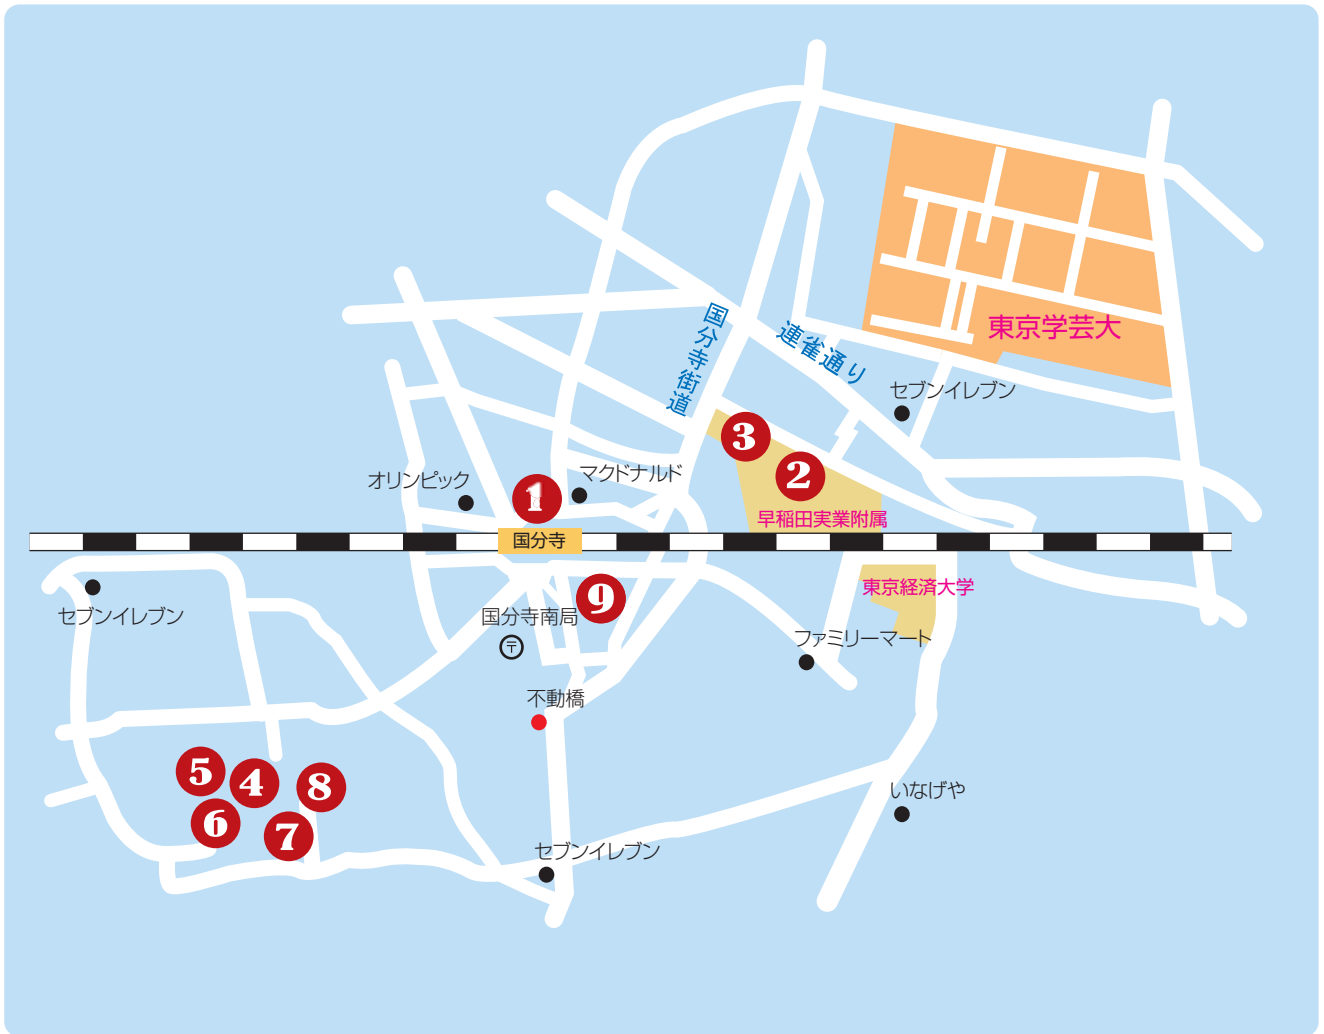 国分寺街道
連雀通り
東京学芸大
セブンイレブン
3
オリンピック
マクドナルド
1
2
早稲田実業附属
国分寺
セブンイレブン
国分寺南局
〒
9
東京経済大学
ファミリーマート
不動橋
5
4
8
6
7
いなげや
セブンイレブン